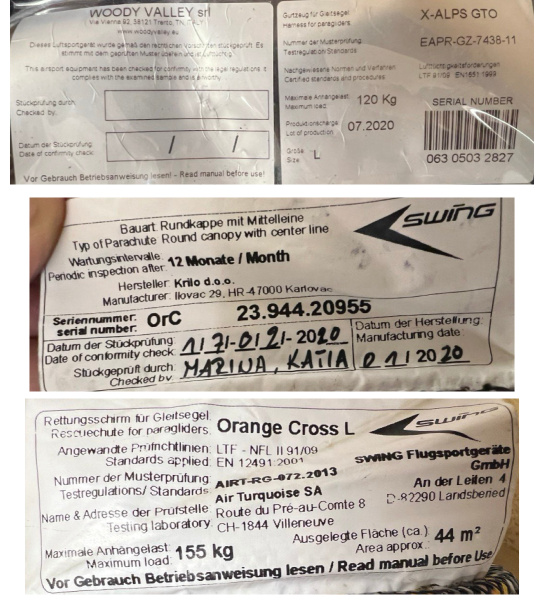 WOODY VALLEY srl
Via Vienna 92, 38121 Trento, TN, ITALY
www.woodyvalley.eu
Dieses Luftsportgerät wurde gemäß den rechtlichen Vorschriften stückgeprüft. Es
stimmt mit dem geprüften Muster überein und ist lufttüchtig
This airsport equipment has been checked for conformity with the legal regulations. It
complies with the examined sample and is airworthy.
Stückprüfung durch:
Checked by:
Datum der Stückprüfung:
Date of conformity check: / /
Vor Gebrauch Betriebsanweisung lesen! - Read manual before use!
Gurtzeug für Gleitsegel: X-ALPS GTO
Harness for paragliders:
Nummer der Musterprüfung: EAPR-GZ-7438-11
Testregulation Standards:
Nachgewiesene Normen und Verfahren: Lufttüchtigkeitsforderungen
Certified standards and procedures: LTF 91/09 EN1651:1999
Maximale Anhängelast: 120 Kg
Maximum load:
SERIAL NUMBER
Produktionscharge: 07.2020
Lot of production:
Größe L
Size
063 0503 2827
swing
Bauart Rundkappe mit Mittelleine
Typ of Parachute Round canopy with center line
Wartungsintervalle: 12 Monate / Month
Periodic inspection after:
Hersteller: Krilo d.o.o.
Manufacturer: Ilovac 29, HR-47000 Karlovac
Seriennummer: OrC 23.944.20955
serial number:
Datum der Stückprüfung: 1/21-01/21-2020
Date of conformity check:
Datum der Herstellung:
Manufacturing date:
01/2020
Stückgeprüft durch: MARINA, KATIA
Checked by:
Rettungsschirm für Gleitsegel Orange Cross L
Rescuechute for paragliders:
swing
Angewandte Prüfrichtlinien: LTF - NFL II 91/09
Standards applied: EN 12491:2001
Nummer der Musterprüfung: AIRT-RG-072.2013
Testregulations/ Standards:
SWING Flugsportgeräte
GmbH
An der Leiten 4
D-82290 Landsberied
Name & Adresse der Prüfstelle: Air Turquoise SA
Testing laboratory: Route du Pré-au-Comte 8
CH-1844 Villeneuve
Maximale Anhängelast: 155 kg
Maximum load:
Ausgelegte Fläche (ca.): 44 m²
Area approx.:
Vor Gebrauch Betriebsanweisung lesen / Read manual before Use